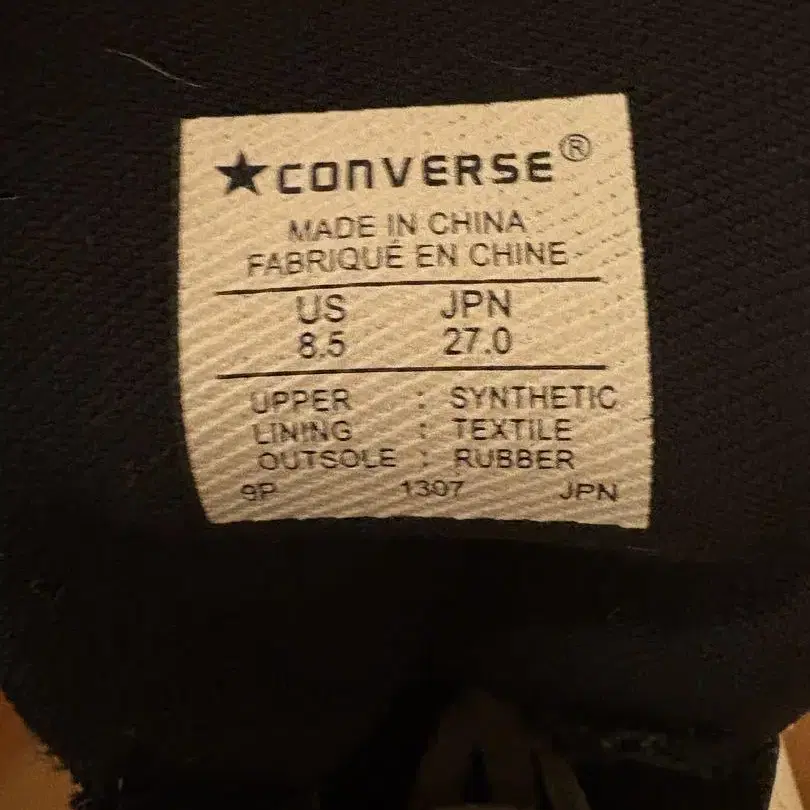 ★CONVERSE®
MADE IN CHINA
FABRIQUÉ EN CHINE
US JPN
8.5 27.0
UPPER : SYNTHETIC
LINING : TEXTILE
OUTSOLE : RUBBER
9P 1307 JPN